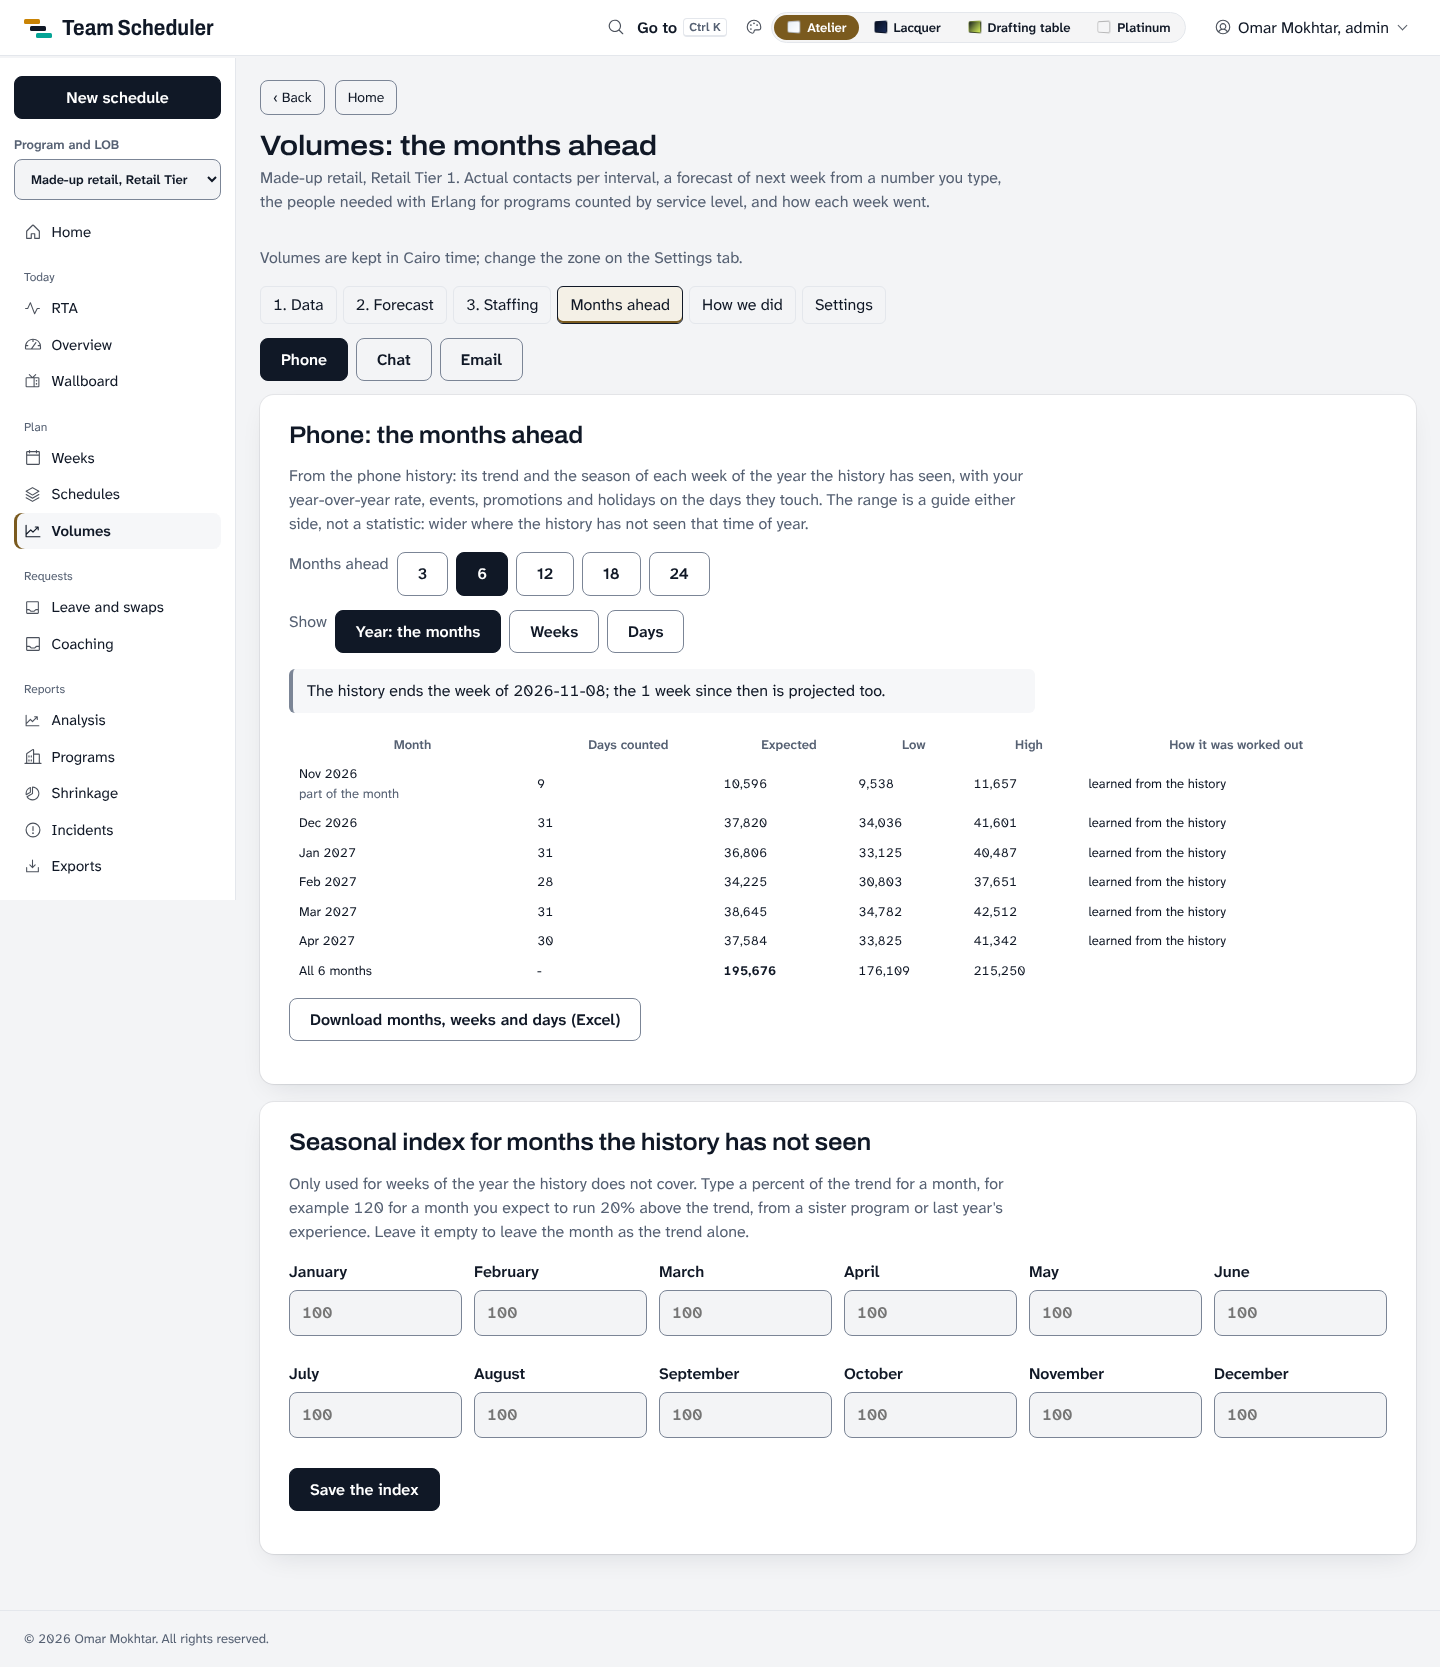 Team Scheduler
Go to Ctrl K
Atelier Lacquer Drafting table Platinum
Omar Mokhtar, admin
New schedule
Program and LOB
Made-up retail, Retail Tier
Home
Today
RTA
Overview
Wallboard
Plan
Weeks
Schedules
Volumes
Requests
Leave and swaps
Coaching
Reports
Analysis
Programs
Shrinkage
Incidents
Exports
‹ Back Home
Volumes: the months ahead
Made-up retail, Retail Tier 1. Actual contacts per interval, a forecast of next week from a number you type,
the people needed with Erlang for programs counted by service level, and how each week went.
Volumes are kept in Cairo time; change the zone on the Settings tab.
1. Data 2. Forecast 3. Staffing Months ahead How we did Settings
Phone Chat Email
Phone: the months ahead
From the phone history: its trend and the season of each week of the year the history has seen, with your
year-over-year rate, events, promotions and holidays on the days they touch. The range is a guide either
side, not a statistic: wider where the history has not seen that time of year.
Months ahead 3 6 12 18 24
Show Year: the months Weeks Days
The history ends the week of 2026-11-08; the 1 week since then is projected too.
Month Days counted Expected Low High How it was worked out
Nov 2026
part of the month
9 10,596 9,538 11,657 learned from the history
Dec 2026 31 37,820 34,036 41,601 learned from the history
Jan 2027 31 36,806 33,125 40,487 learned from the history
Feb 2027 28 34,225 30,803 37,651 learned from the history
Mar 2027 31 38,645 34,782 42,512 learned from the history
Apr 2027 30 37,584 33,825 41,342 learned from the history
All 6 months - 195,676 176,109 215,250
Download months, weeks and days (Excel)
Seasonal index for months the history has not seen
Only used for weeks of the year the history does not cover. Type a percent of the trend for a month, for
example 120 for a month you expect to run 20% above the trend, from a sister program or last year's
experience. Leave it empty to leave the month as the trend alone.
January February March April May June
100 100 100 100 100 100
July August September October November December
100 100 100 100 100 100
Save the index
© 2026 Omar Mokhtar. All rights reserved.